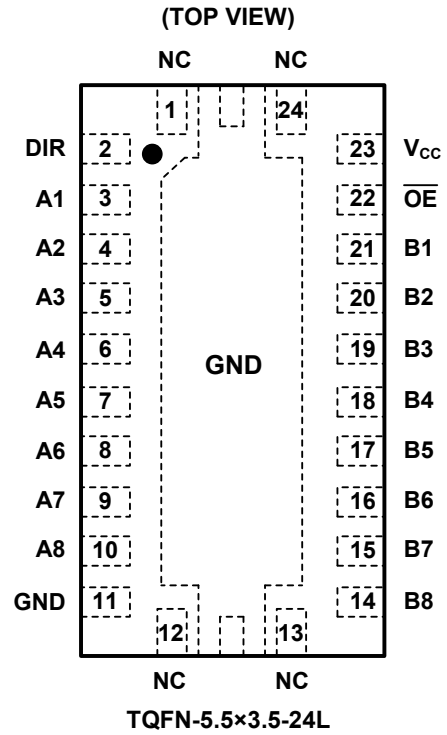 (TOP VIEW)
NC NC
1 24
DIR 2 23 VCC
A1 3 22 O̅E̅
A2 4 21 B1
A3 5 20 B2
A4 6 19 B3
GND
A5 7 18 B4
A6 8 17 B5
A7 9 16 B6
A8 10 15 B7
GND 11 14 B8
12 13
NC NC
TQFN-5.5×3.5-24L